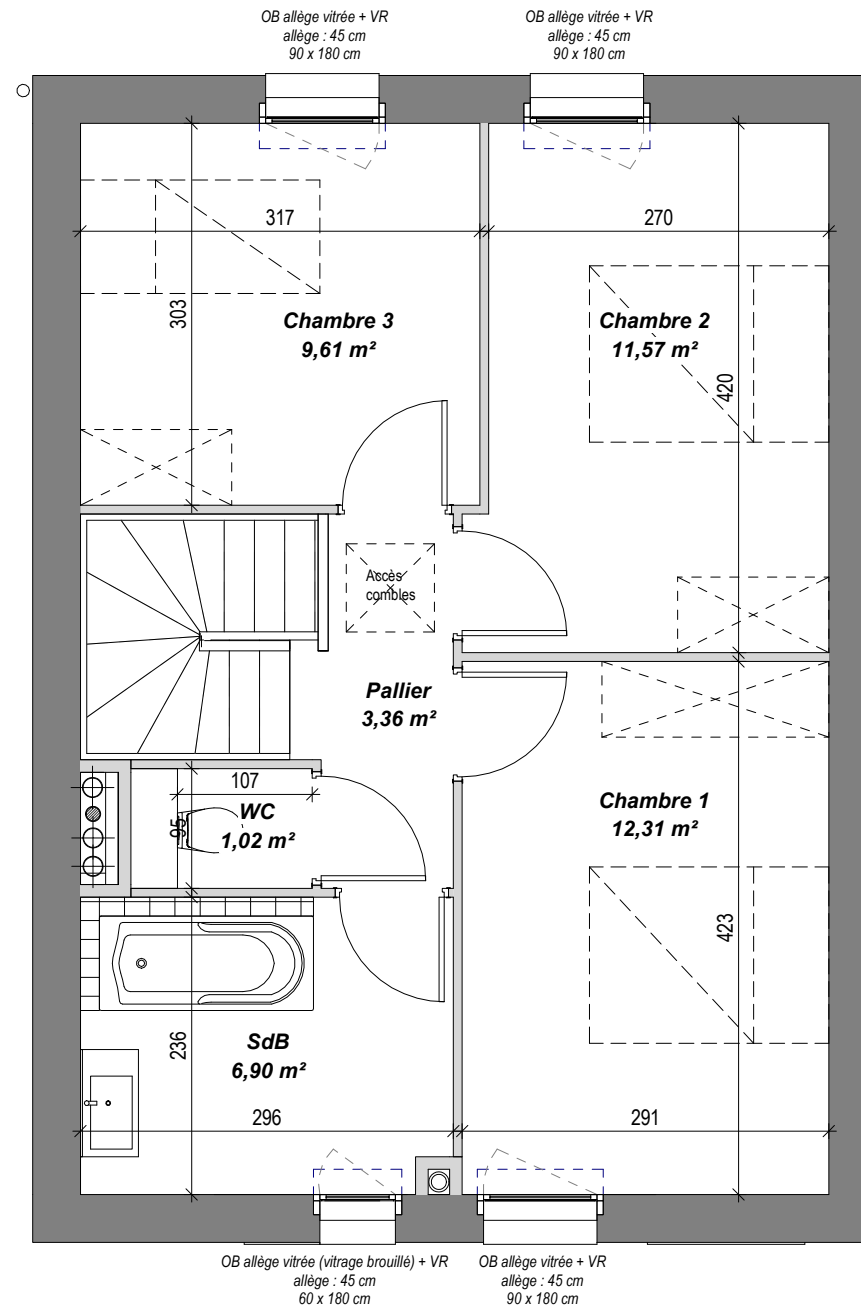 OB allège vitrée + VR
allège : 45 cm
90 x 180 cm
OB allège vitrée + VR
allège : 45 cm
90 x 180 cm
317
270
303
Chambre 3
9,61 m²
Chambre 2
11,57 m²
420
Accès
combles
Pallier
3,36 m²
107
95
WC
1,02 m²
Chambre 1
12,31 m²
423
236
SdB
6,90 m²
296
291
OB allège vitrée (vitrage brouillé) + VR
allège : 45 cm
60 x 180 cm
OB allège vitrée + VR
allège : 45 cm
90 x 180 cm